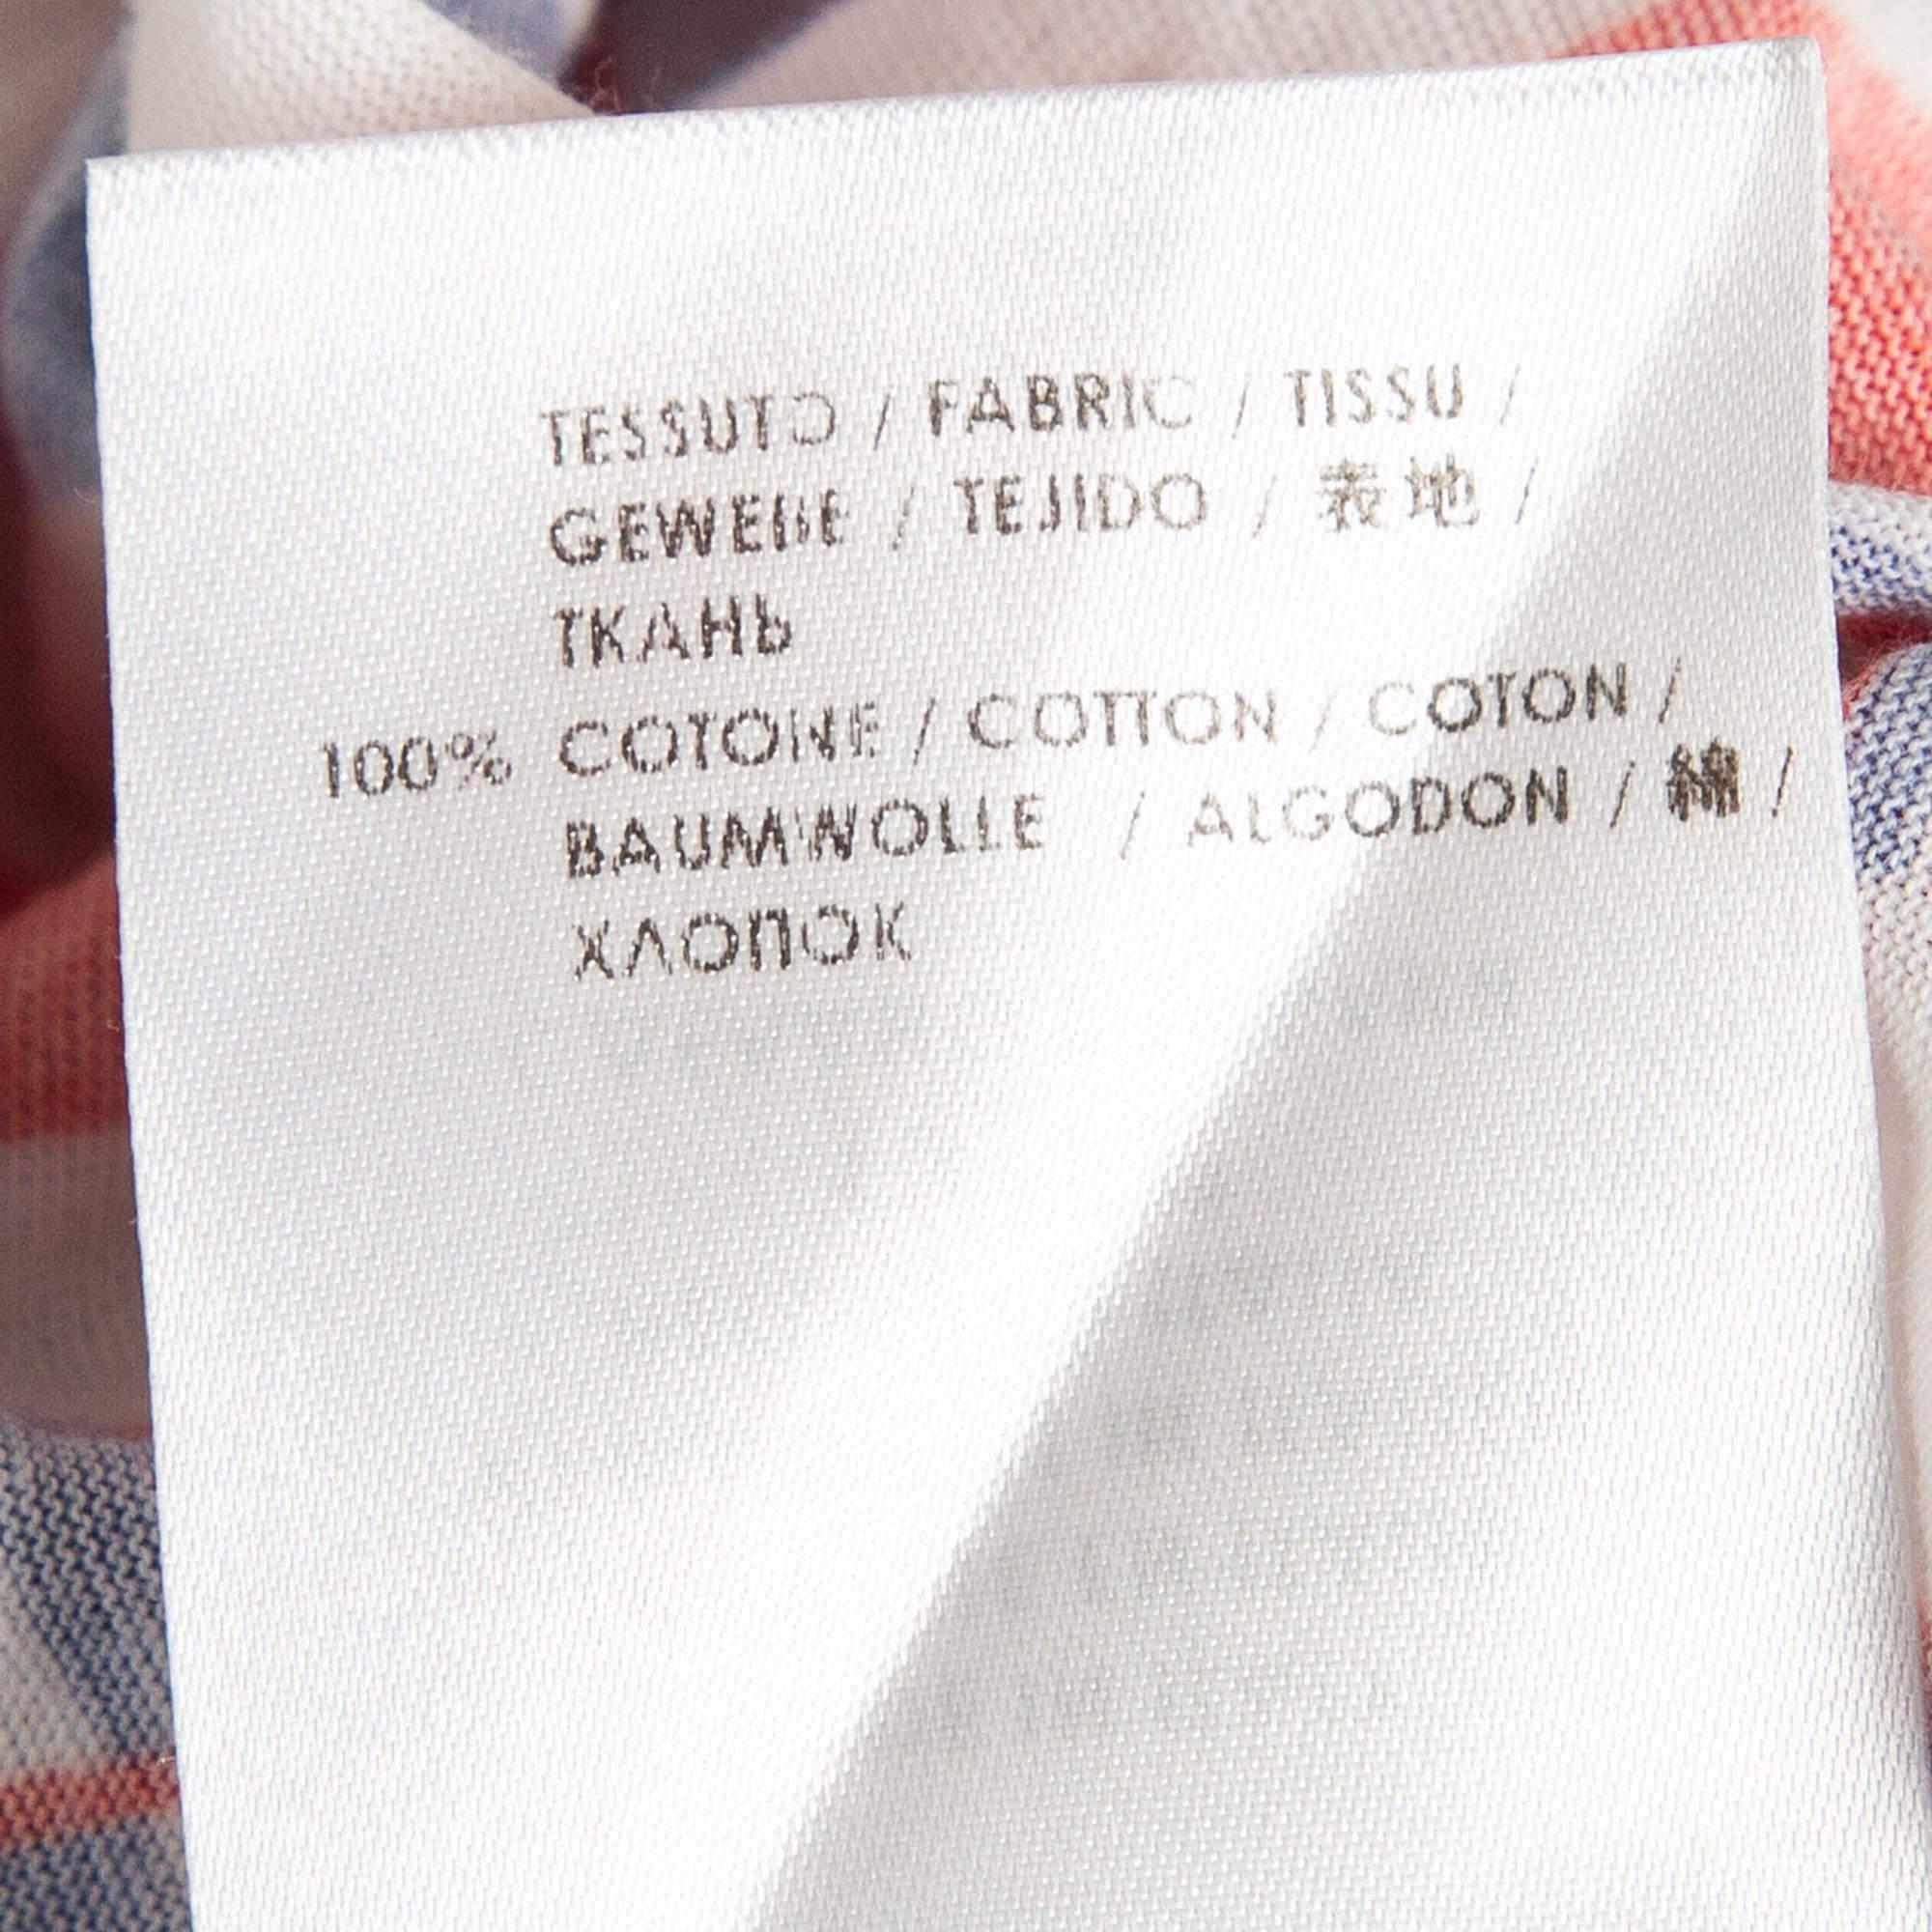 TESSUTO / FABRIC / TISSU /
GEWEBE / TEJIDO / 表地 /
ТКАНЬ
100% COTONE / COTTON / COTON /
BAUMWOLLE / ALGODON / 綿 /
ХЛОПОК